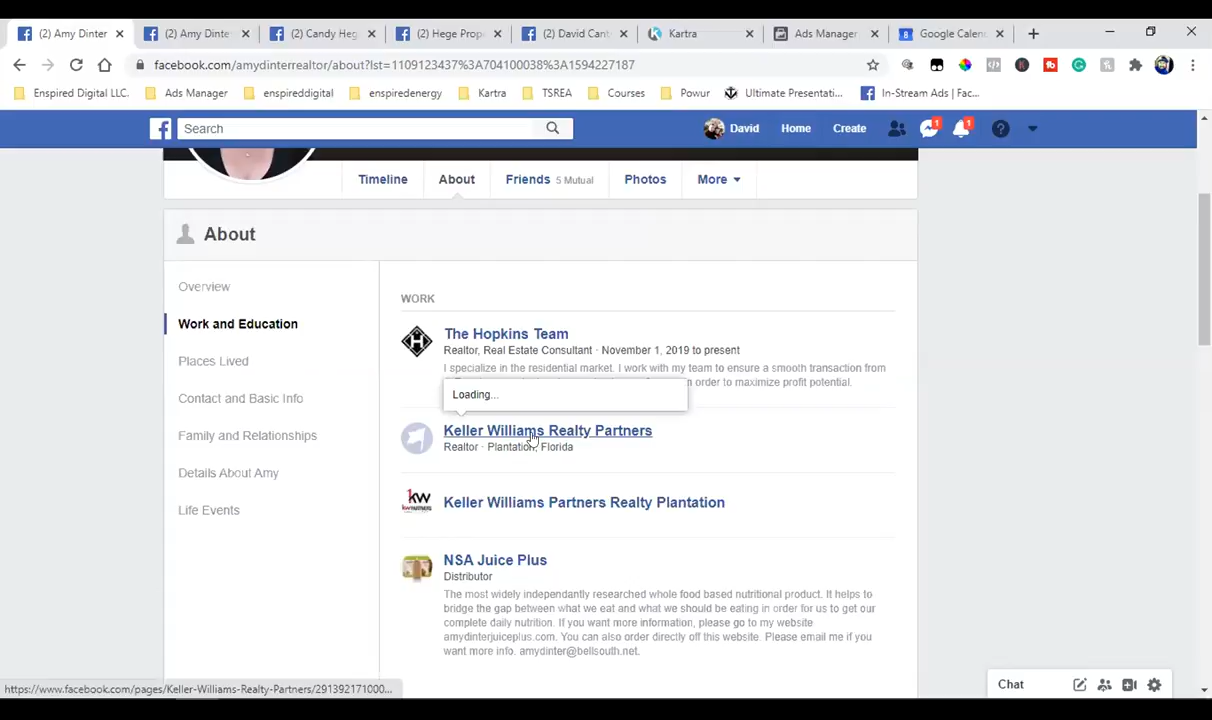 (2) Amy Dinter
(2) Amy Dinte
(2) Candy Heg
(2) Hege Prope
(2) David Cant
Kartra
Ads Manager
Google Calen
facebook.com/amydinterrealtor/about?lst=1109123437%3A704100038%3A1594227187
Enspired Digital LLC.
Ads Manager
enspireddigital
enspiredenergy
Kartra
TSREA
Courses
Powur
Ultimate Presentati...
In-Stream Ads | Fac...
Search
David
Home
Create
1
1
Timeline
About
Friends 5 Mutual
Photos
More
About
Overview
Work and Education
Places Lived
Contact and Basic Info
Family and Relationships
Details About Amy
Life Events
WORK
The Hopkins Team
Realtor, Real Estate Consultant · November 1, 2019 to present
I specialize in the residential market. I work with my team to ensure a smooth transaction from
order to maximize profit potential.
Loading...
Keller Williams Realty Partners
Realtor · Plantation, Florida
kw
Keller Williams Partners Realty Plantation
NSA Juice Plus
Distributor
The most widely independantly researched whole food based nutritional product. It helps to
bridge the gap between what we eat and what we should be eating in order for us to get our
complete daily nutrition. If you want more information, please go to my website
amydinterjuiceplus.com. You can also order directly off this website. Please email me if you
want more info. amydinter@bellsouth.net.
https://www.facebook.com/pages/Keller-Williams-Realty-Partners/291392171000...
Chat